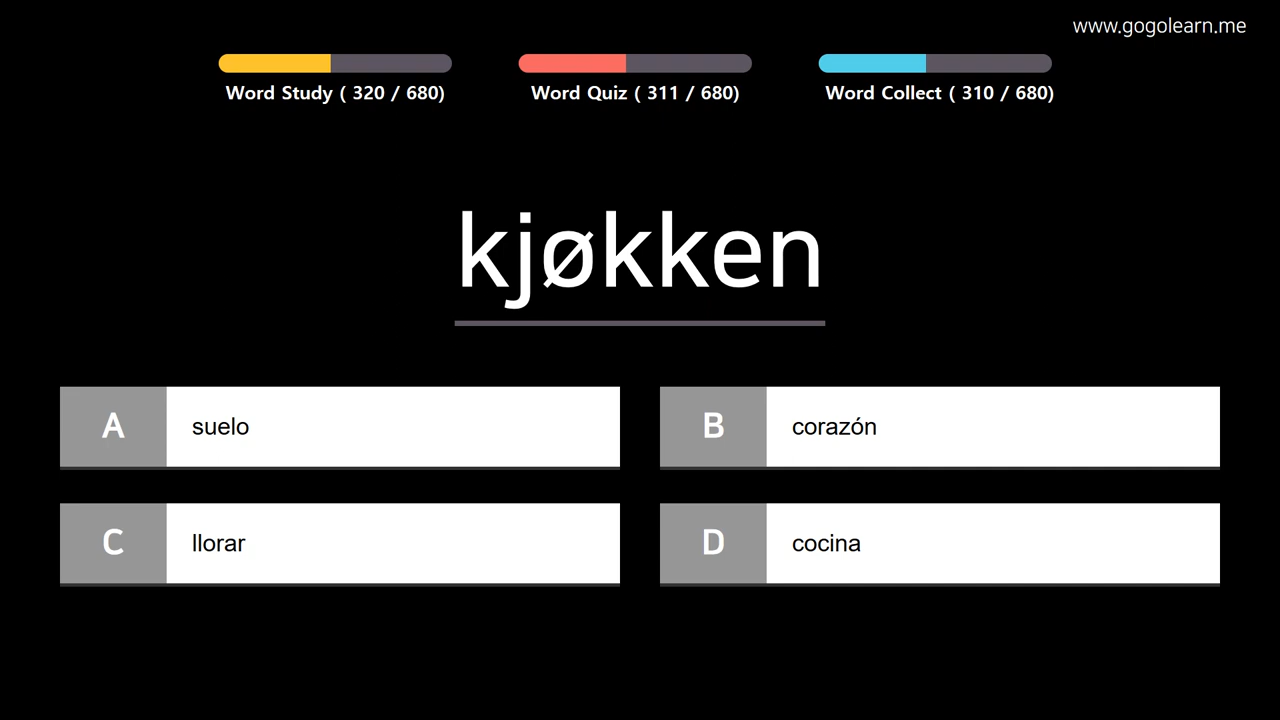 www.gogolearn.me
Word Study ( 320 / 680)
Word Quiz ( 311 / 680)
Word Collect ( 310 / 680)
kjøkken
A suelo
B corazón
C llorar
D cocina